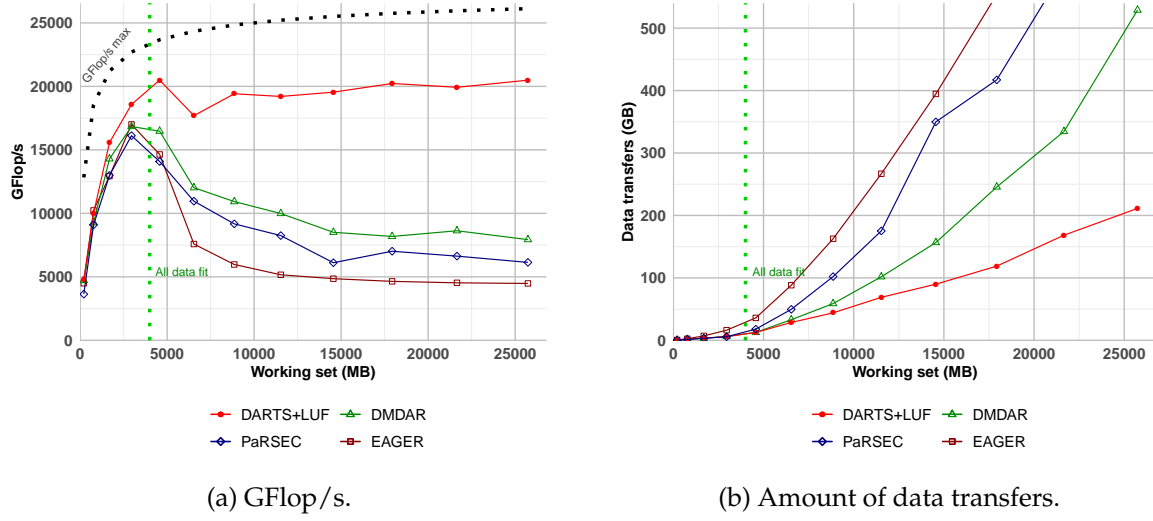 GFlop/s
25000
20000
15000
10000
5000
0
GFlop/s max
All data fit
0 5000 10000 15000 20000 25000
Working set (MB)
DARTS+LUF DMDAR
PaRSEC EAGER
(a) GFlop/s.
Data transfers (GB)
500
400
300
200
100
0
All data fit
0 5000 10000 15000 20000 25000
Working set (MB)
DARTS+LUF DMDAR
PaRSEC EAGER
(b) Amount of data transfers.